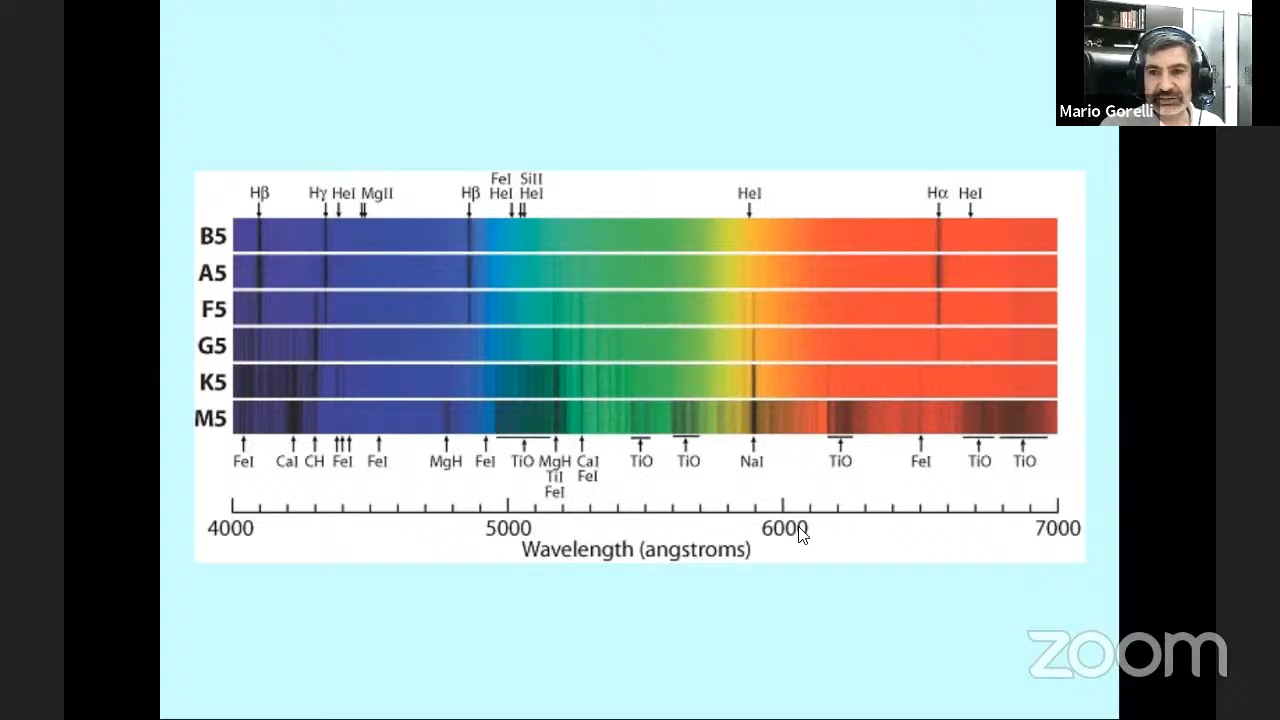 Mario Gorelli
FeI SiII
Hβ Hγ HeI MgII Hβ HeI HeI HeI Hα HeI
B5
A5
F5
G5
K5
M5
FeI CaI CH FeI FeI MgH FeI TiO MgH CaI TiO TiO NaI TiO FeI TiO TiO
TiI FeI
FeI
4000 5000 6000 7000
Wavelength (angstroms)
zoom